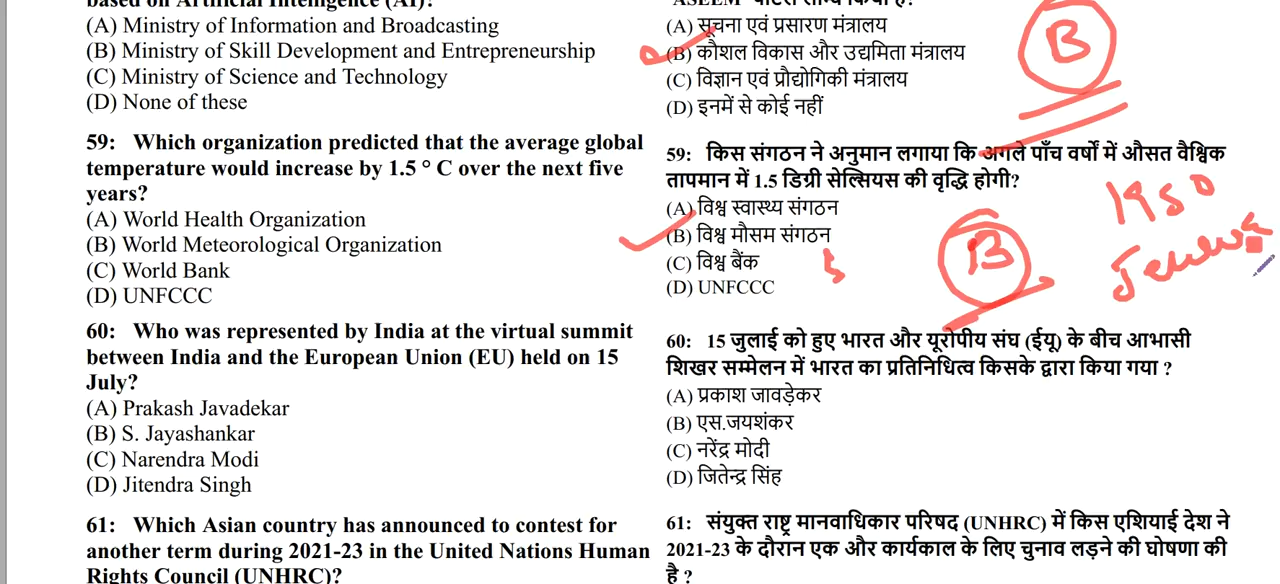 based on Artificial Intelligence (AI)?
(A) Ministry of Information and Broadcasting
(B) Ministry of Skill Development and Entrepreneurship
(C) Ministry of Science and Technology
(D) None of these
59: Which organization predicted that the average global
temperature would increase by 1.5 ° C over the next five
years?
(A) World Health Organization
(B) World Meteorological Organization
(C) World Bank
(D) UNFCCC
60: Who was represented by India at the virtual summit
between India and the European Union (EU) held on 15
July?
(A) Prakash Javadekar
(B) S. Jayashankar
(C) Narendra Modi
(D) Jitendra Singh
61: Which Asian country has announced to contest for
another term during 2021-23 in the United Nations Human
Rights Council (UNHRC)?
"ASEEM" पोर्टल लॉन्च किया है?
(A) सूचना एवं प्रसारण मंत्रालय
(B) कौशल विकास और उद्यमिता मंत्रालय
(C) विज्ञान एवं प्रौद्योगिकी मंत्रालय
(D) इनमें से कोई नहीं
B
59: किस संगठन ने अनुमान लगाया कि अगले पाँच वर्षों में औसत वैश्विक
तापमान में 1.5 डिग्री सेल्सियस की वृद्धि होगी?
(A) विश्व स्वास्थ्य संगठन
(B) विश्व मौसम संगठन
(C) विश्व बैंक
(D) UNFCCC
B
1950
60: 15 जुलाई को हुए भारत और यूरोपीय संघ (ईयू) के बीच आभासी
शिखर सम्मेलन में भारत का प्रतिनिधित्व किसके द्वारा किया गया ?
(A) प्रकाश जावड़ेकर
(B) एस.जयशंकर
(C) नरेंद्र मोदी
(D) जितेन्द्र सिंह
61: संयुक्त राष्ट्र मानवाधिकार परिषद (UNHRC) में किस एशियाई देश ने
2021-23 के दौरान एक और कार्यकाल के लिए चुनाव लड़ने की घोषणा की
है ?